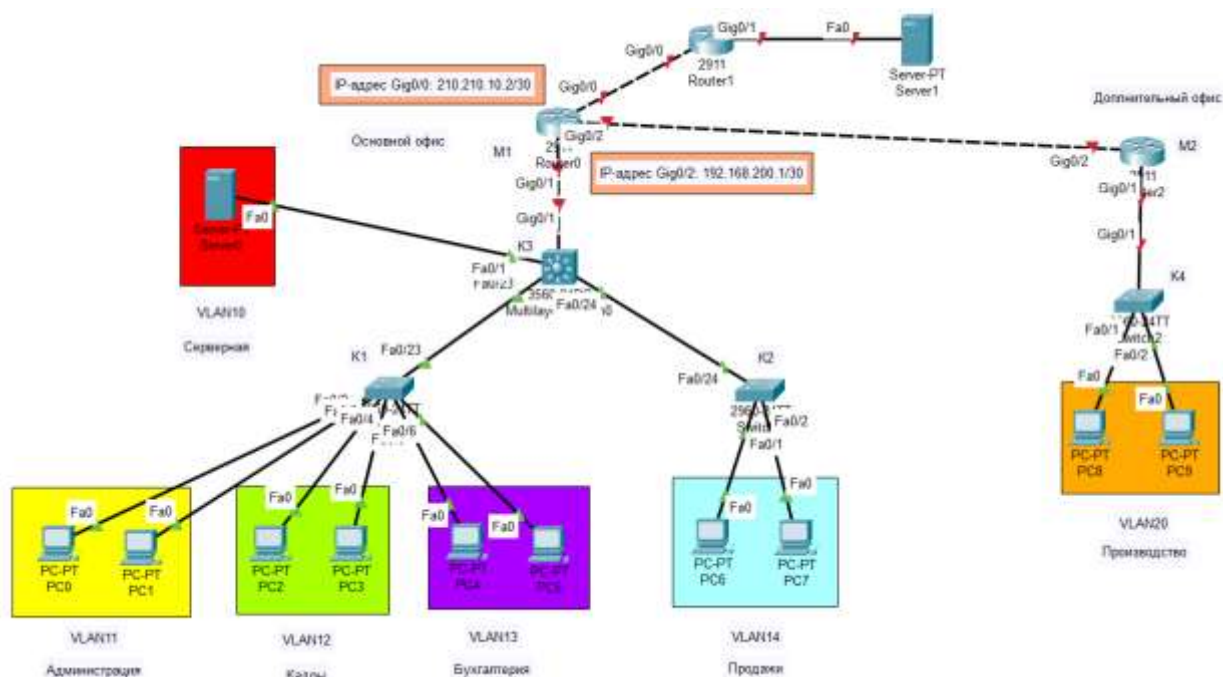 Gig0/1
Fa0
Gig0/0
2911
Router1
Server-PT
Server1
IP-адрес Gig0/0: 210.210.10.2/30
Gig0/0
Доплнительный офис
Основной офис
Gig0/2
M1
Router0
IP-адрес Gig0/2: 192.168.200.1/30
Gig0/2
M2
Gig0/1
Gig0/1
Gig0/1
Gig0/1
Fa0
K3
Fa0/1
Fa0/23
Fa0/24
K4
VLAN10
Серверная
K1
Fa0/23
K2
Fa0/24
Fa0/1
Fa0/2
Fa0
Fa0
Fa0/4
Fa0/6
Fa0/2
Fa0/1
PC-PT
PC8
PC-PT
PC9
Fa0
Fa0
Fa0
Fa0
Fa0
Fa0
Fa0
Fa0
VLAN20
Производство
PC-PT
PC0
PC-PT
PC1
PC-PT
PC2
PC-PT
PC3
PC-PT
PC4
PC-PT
PC5
PC-PT
PC6
PC-PT
PC7
VLAN11
Администрация
VLAN12
Кадры
VLAN13
Бухгалтерия
VLAN14
Продажи